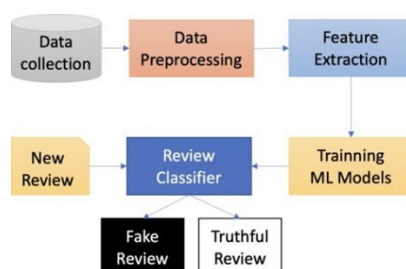 Data
collection
Data
Preprocessing
Feature
Extraction
New
Review
Review
Classifier
Trainning
ML Models
Fake
Review
Truthful
Review